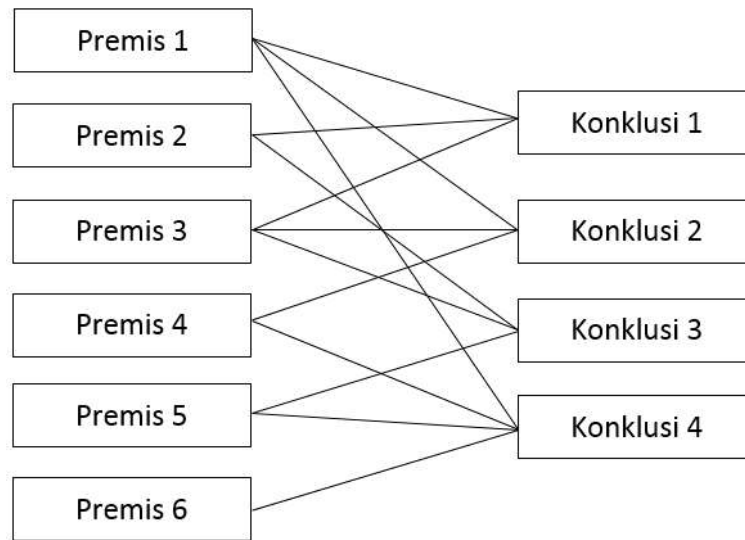 Premis 1
Premis 2
Premis 3
Premis 4
Premis 5
Premis 6
Konklusi 1
Konklusi 2
Konklusi 3
Konklusi 4